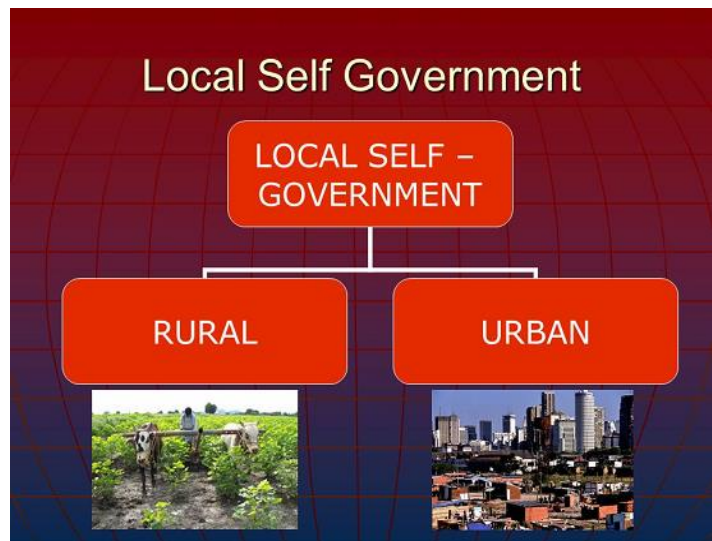 Local Self Government
LOCAL SELF –
GOVERNMENT
RURAL
URBAN